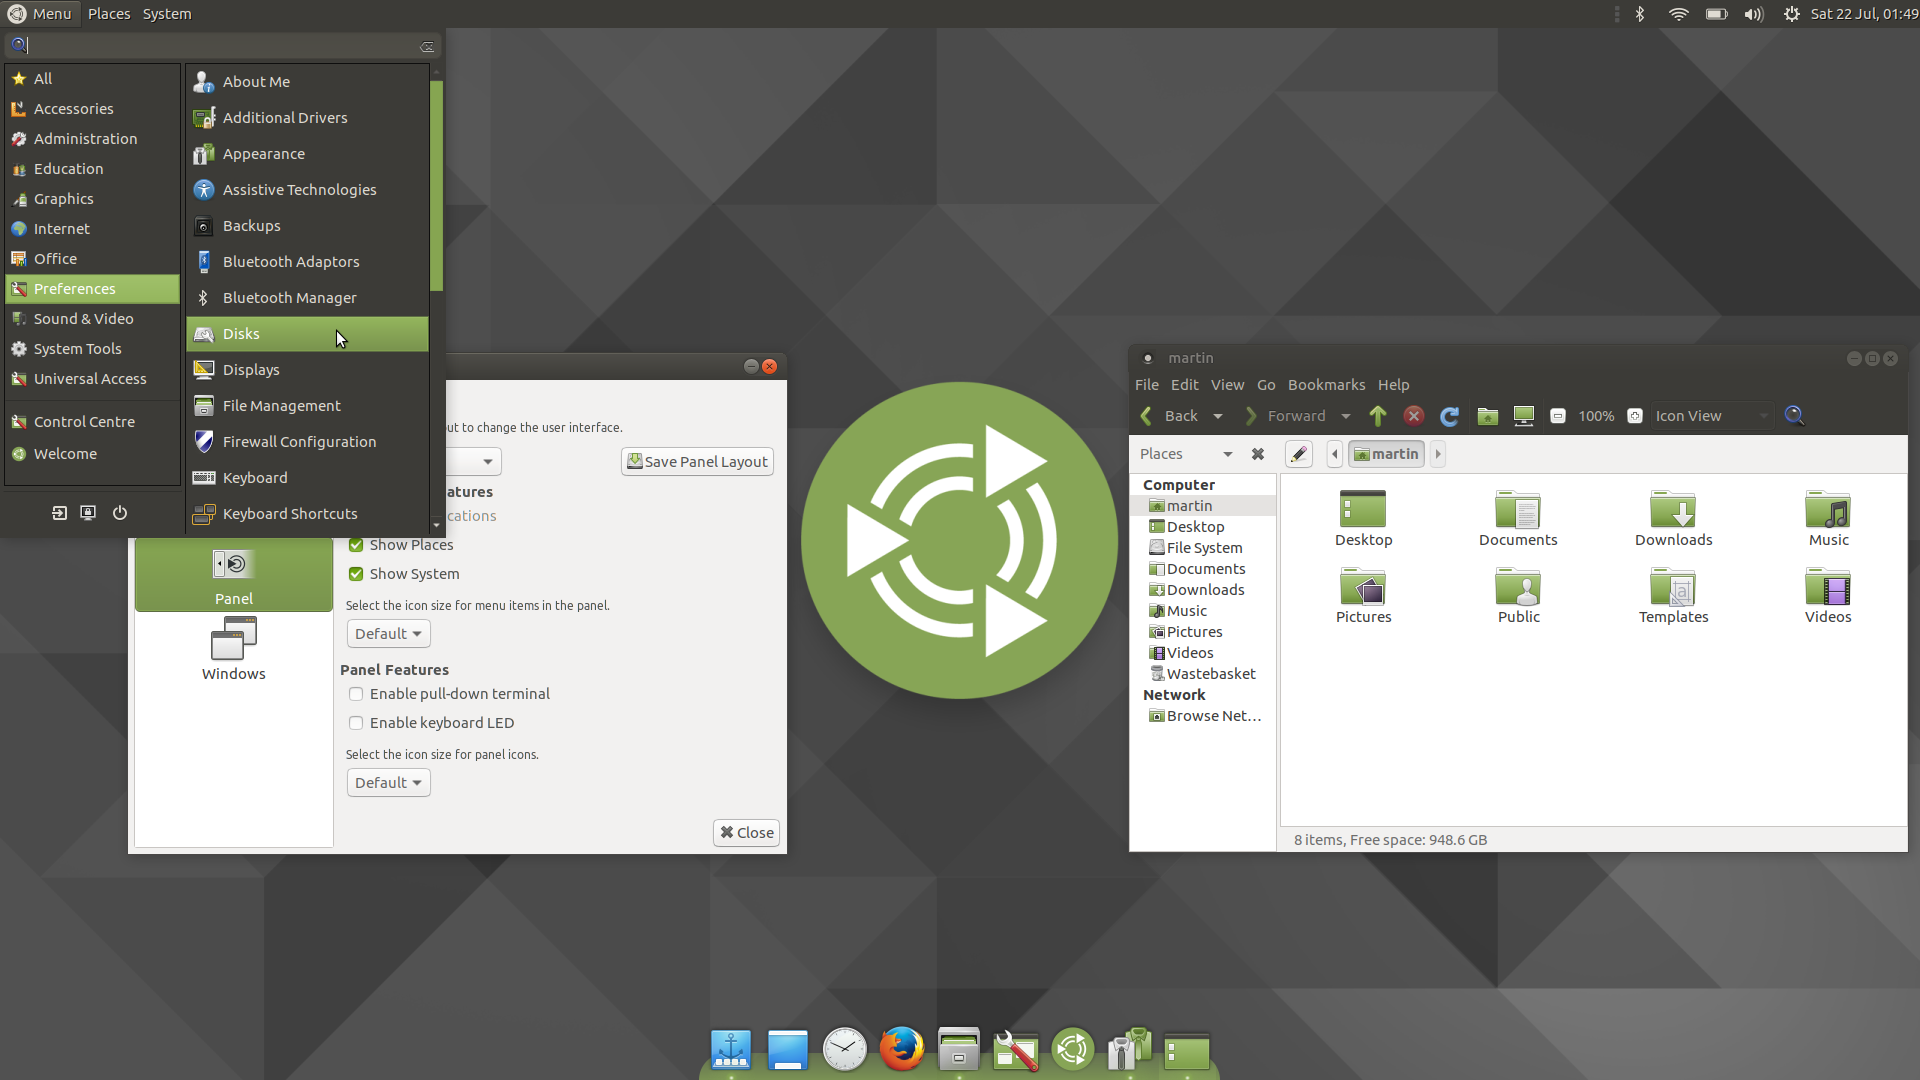 Menu Places System
Sat 22 Jul, 01:49
All
Accessories
Administration
Education
Graphics
Internet
Office
Preferences
Sound & Video
System Tools
Universal Access
Control Centre
Welcome
About Me
Additional Drivers
Appearance
Assistive Technologies
Backups
Bluetooth Adaptors
Bluetooth Manager
Disks
Displays
File Management
Firewall Configuration
Keyboard
Keyboard Shortcuts
ut to change the user interface.
Save Panel Layout
atures
cations
Show Places
Show System
Select the icon size for menu items in the panel.
Default
Panel Features
Enable pull-down terminal
Enable keyboard LED
Select the icon size for panel icons.
Default
Close
Panel
Windows
martin
File Edit View Go Bookmarks Help
Back Forward 100% Icon View
Places martin
Computer
martin
Desktop
File System
Documents
Downloads
Music
Pictures
Videos
Wastebasket
Network
Browse Net...
Desktop Documents Downloads Music
Pictures Public Templates Videos
8 items, Free space: 948.6 GB